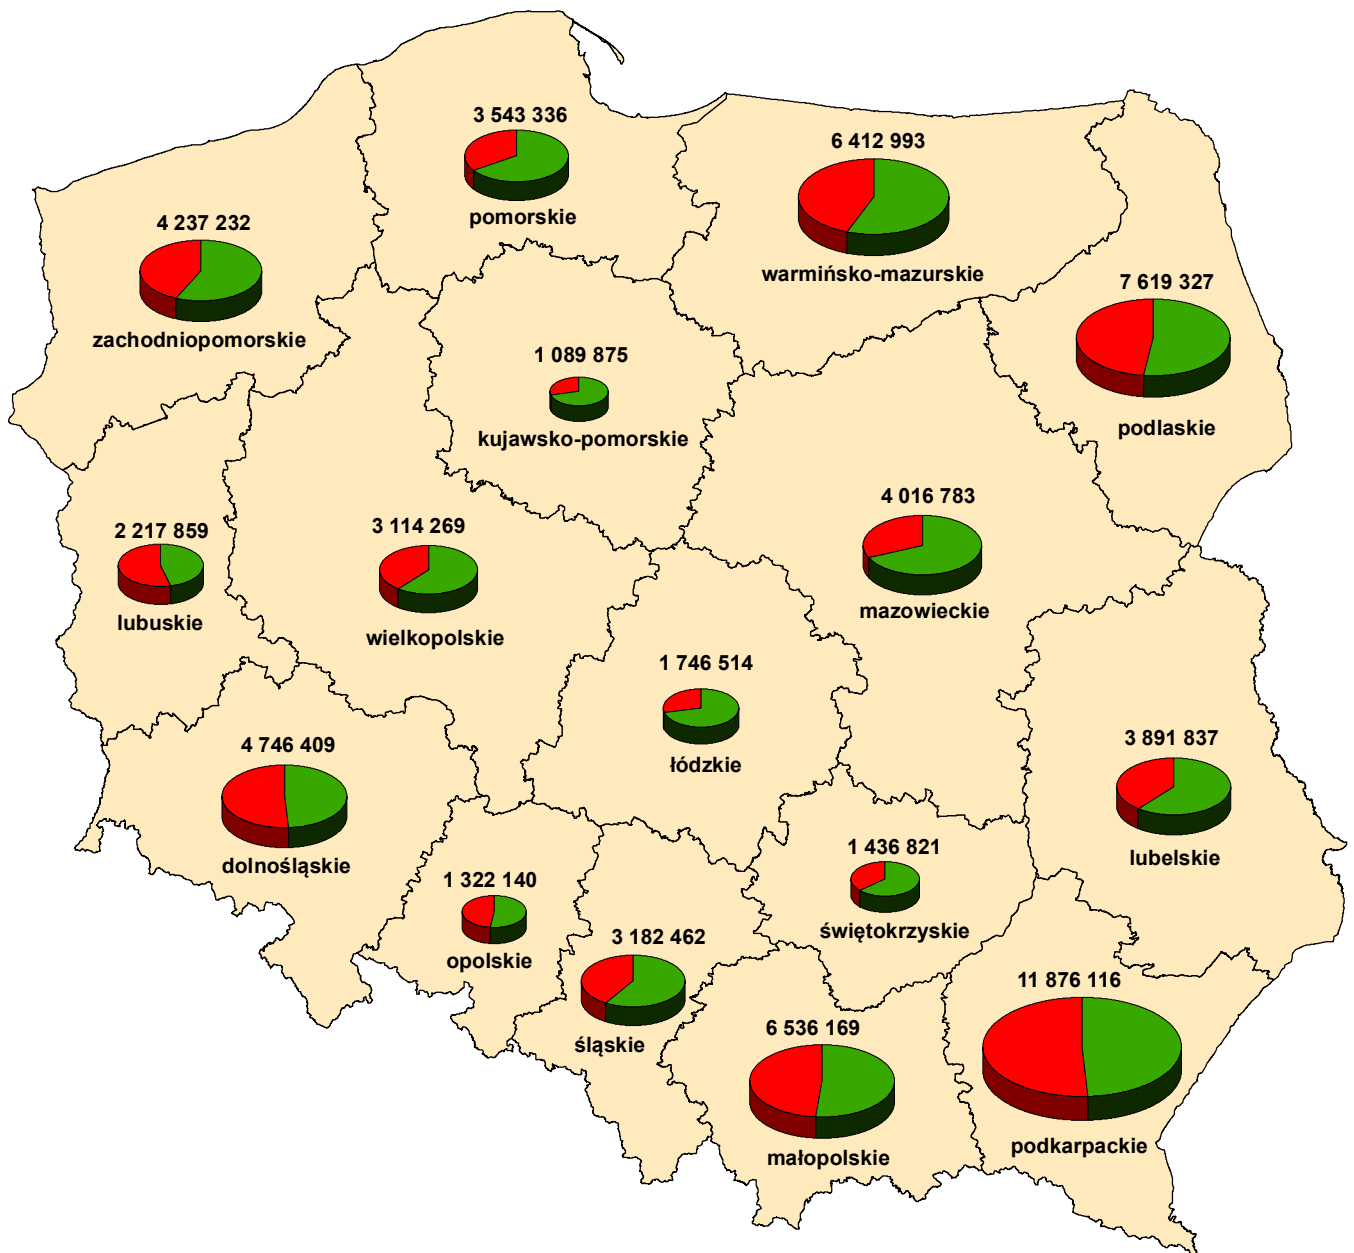 3 543 336
pomorskie
6 412 993
warmińsko-mazurskie
4 237 232
zachodniopomorskie
7 619 327
podlaskie
1 089 875
kujawsko-pomorskie
2 217 859
lubuskie
3 114 269
wielkopolskie
4 016 783
mazowieckie
1 746 514
łódzkie
4 746 409
dolnośląskie
3 891 837
lubelskie
1 322 140
opolskie
1 436 821
świętokrzyskie
3 182 462
śląskie
6 536 169
małopolskie
11 876 116
podkarpackie